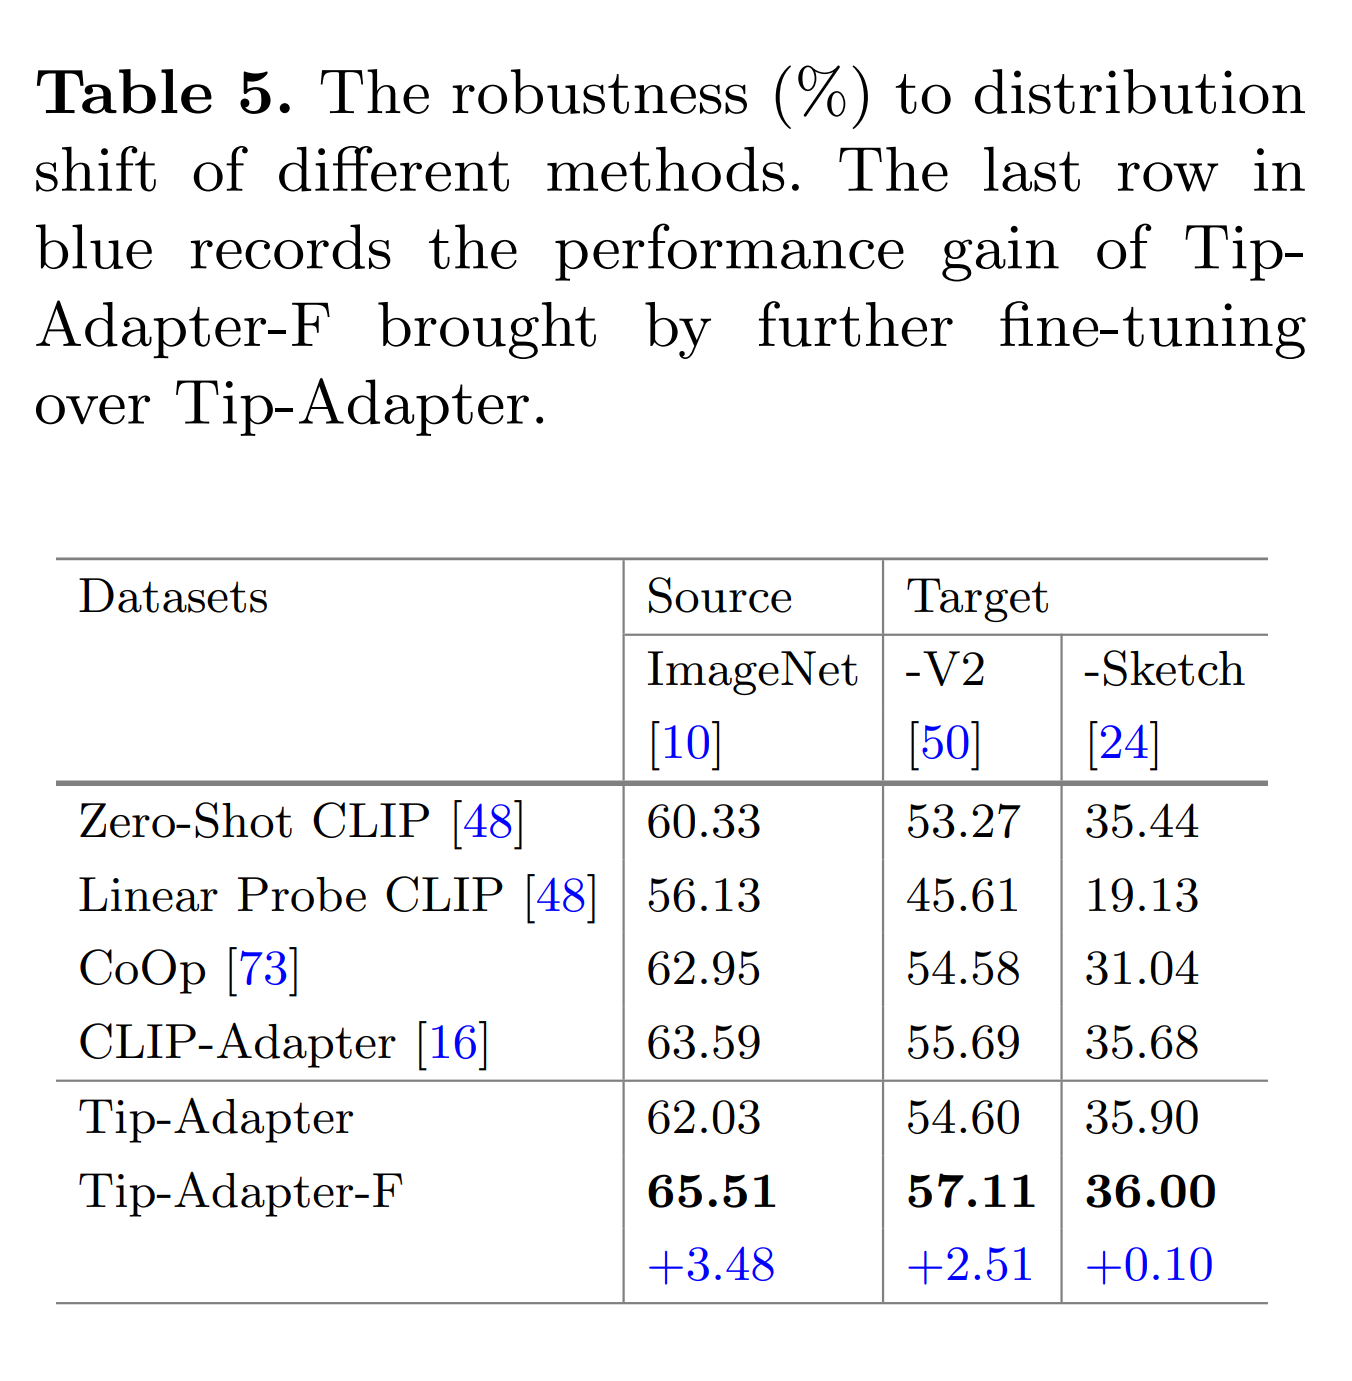 Table 5. The robustness (%) to distribution
shift of different methods. The last row in
blue records the performance gain of Tip-
Adapter-F brought by further fine-tuning
over Tip-Adapter.
Datasets Source Target
ImageNet -V2 -Sketch
[10] [50] [24]
Zero-Shot CLIP [48] 60.33 53.27 35.44
Linear Probe CLIP [48] 56.13 45.61 19.13
CoOp [73] 62.95 54.58 31.04
CLIP-Adapter [16] 63.59 55.69 35.68
Tip-Adapter 62.03 54.60 35.90
Tip-Adapter-F 65.51 57.11 36.00
+3.48 +2.51 +0.10